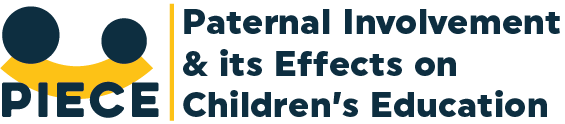 PIECE
Paternal Involvement
& its Effects on
Children's Education